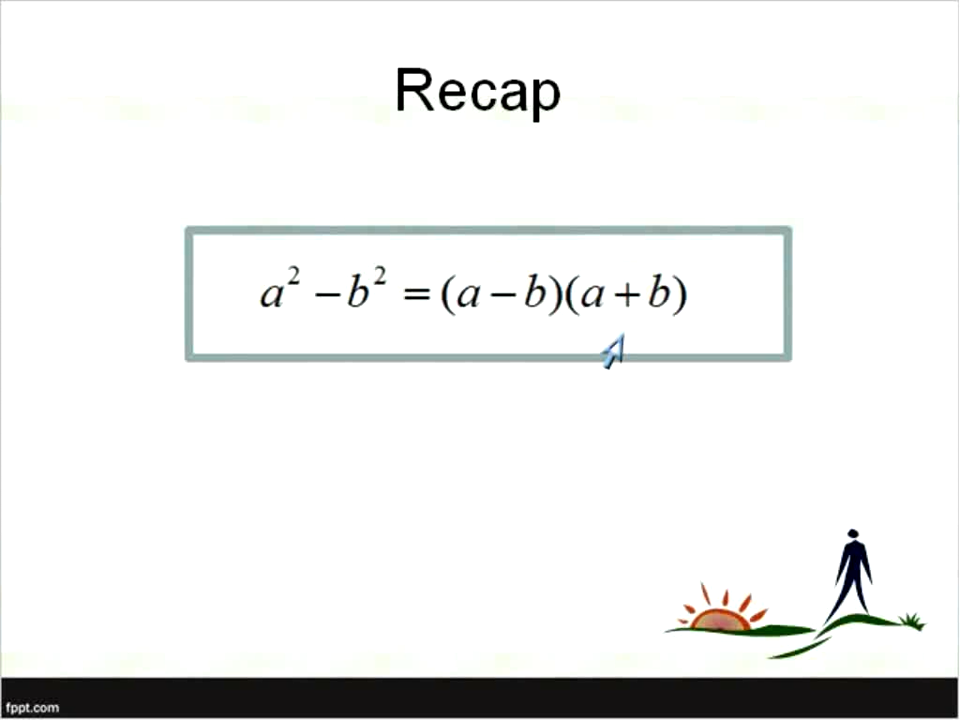 Recap
a² − b² = (a − b)(a + b)
fppt.com